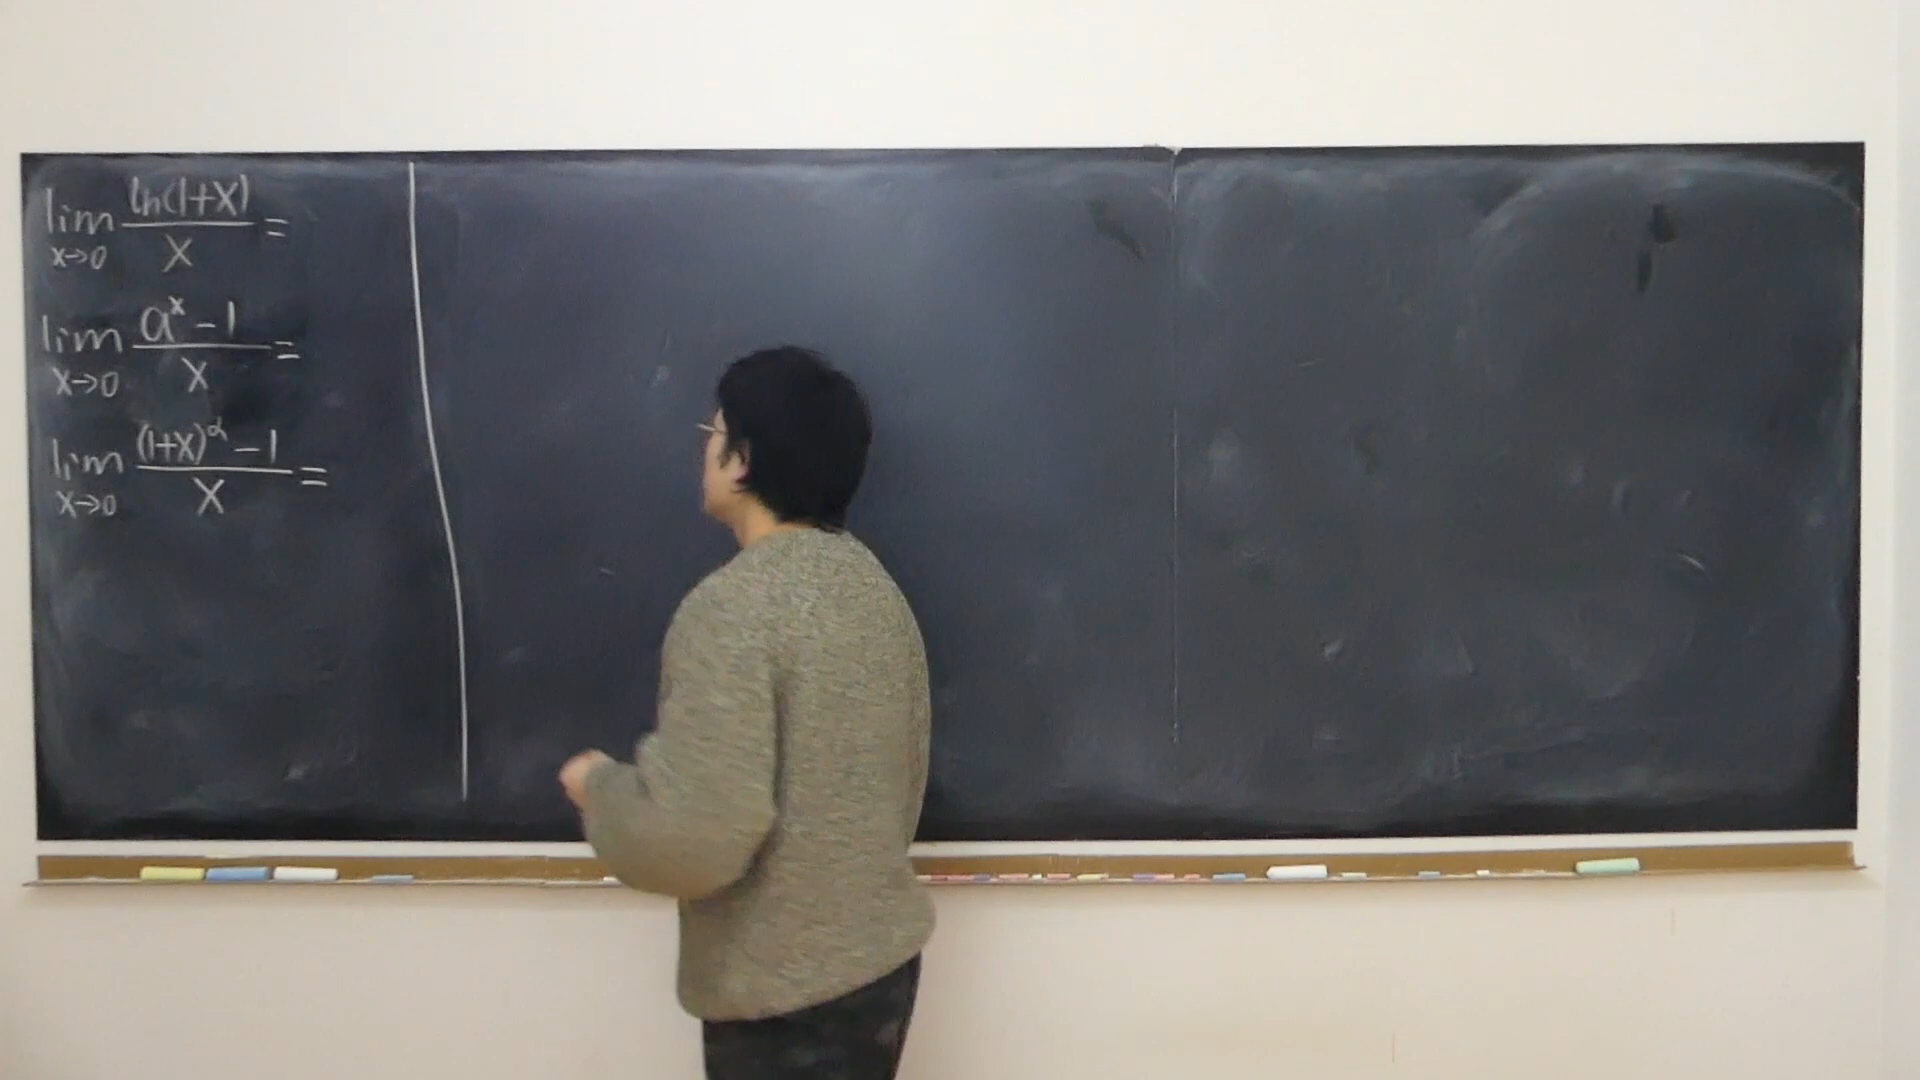 lim ln(1+x)/x =
x→0
lim (a^x - 1)/x =
x→0
lim ((1+x)^α - 1)/x =
x→0